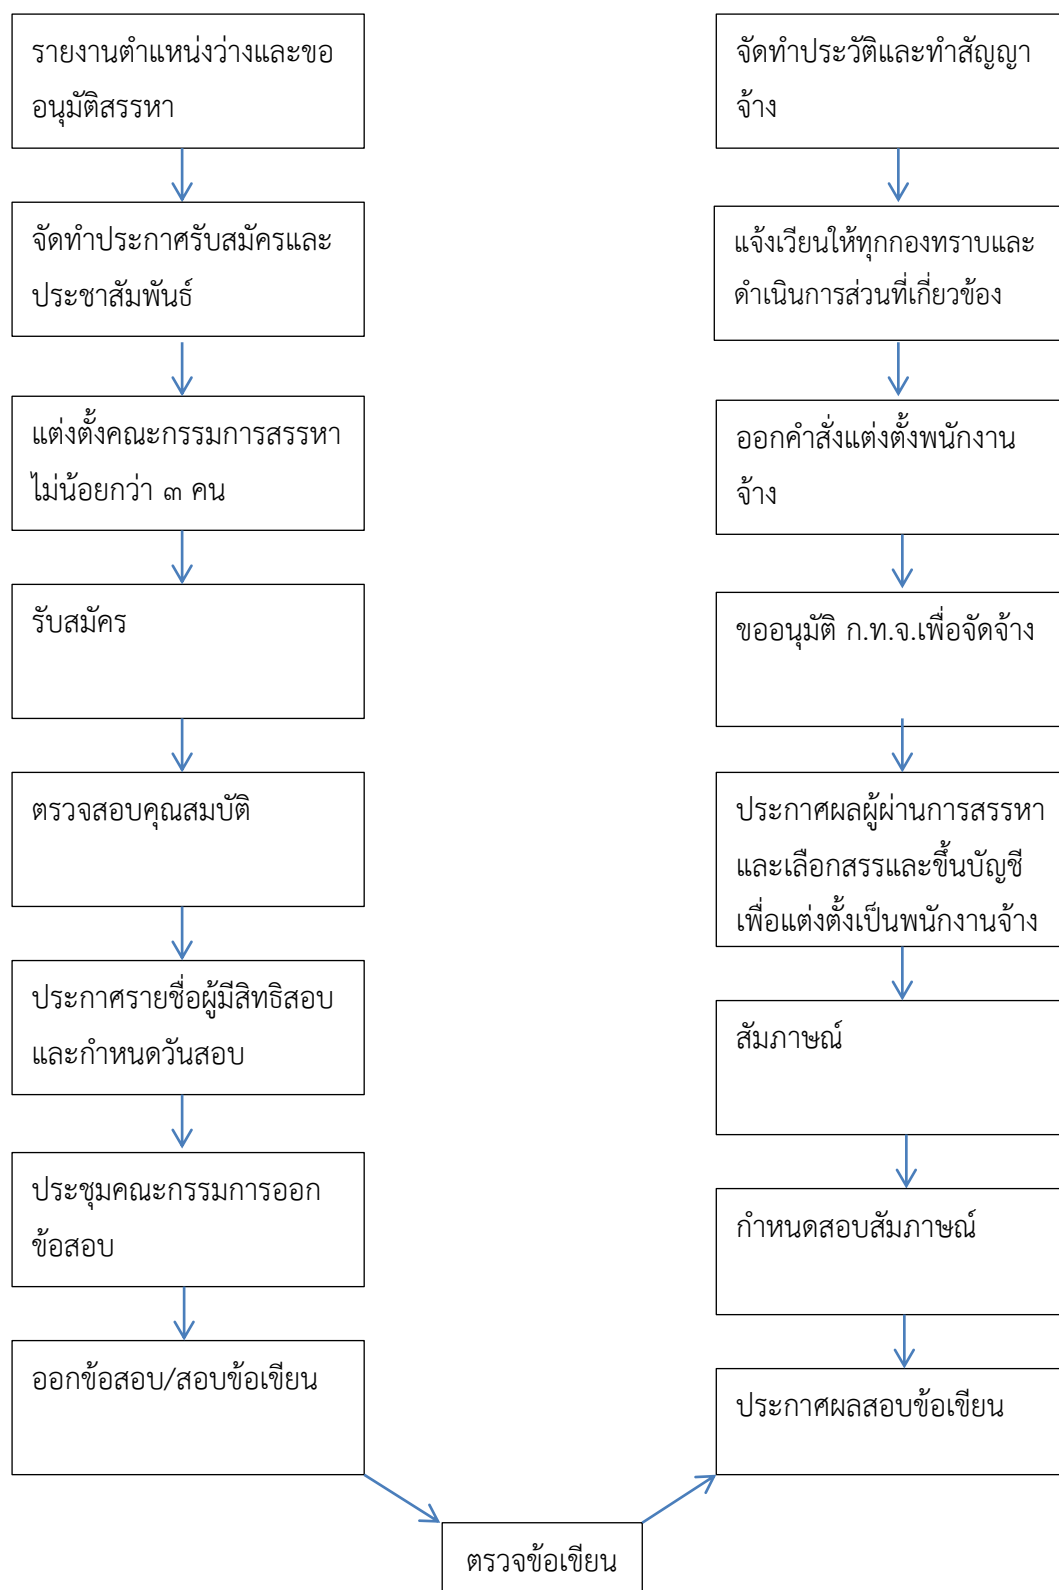 รายงานตำแหน่งว่างและขอ
อนุมัติสรรหา
จัดทำประกาศรับสมัครและ
ประชาสัมพันธ์
แต่งตั้งคณะกรรมการสรรหา
ไม่น้อยกว่า ๓ คน
รับสมัคร
ตรวจสอบคุณสมบัติ
ประกาศรายชื่อผู้มีสิทธิสอบ
และกำหนดวันสอบ
ประชุมคณะกรรมการออก
ข้อสอบ
ออกข้อสอบ/สอบข้อเขียน
ตรวจข้อเขียน
จัดทำประวัติและทำสัญญา
จ้าง
แจ้งเวียนให้ทุกกองทราบและ
ดำเนินการส่วนที่เกี่ยวข้อง
ออกคำสั่งแต่งตั้งพนักงาน
จ้าง
ขออนุมัติ ก.ท.จ.เพื่อจัดจ้าง
ประกาศผลผู้ผ่านการสรรหา
และเลือกสรรและขึ้นบัญชี
เพื่อแต่งตั้งเป็นพนักงานจ้าง
สัมภาษณ์
กำหนดสอบสัมภาษณ์
ประกาศผลสอบข้อเขียน